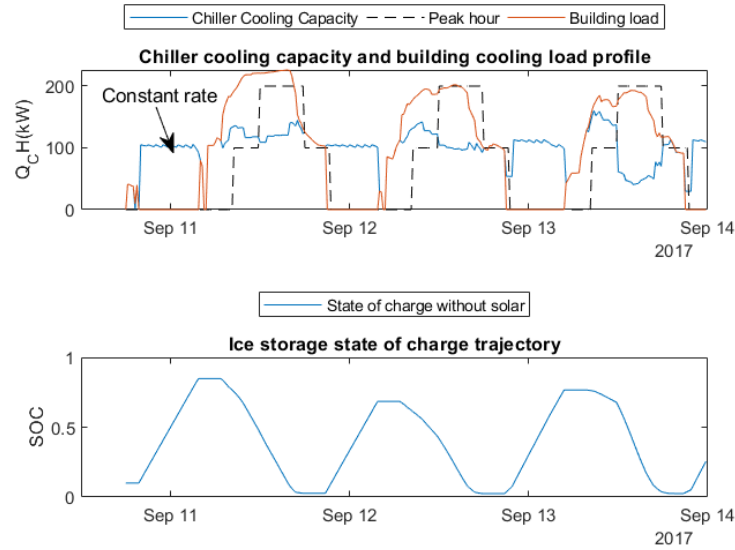 Chiller Cooling Capacity Peak hour Building load
Chiller cooling capacity and building cooling load profile
Constant rate
Q_CH(kW)
200
100
0
Sep 11 Sep 12 Sep 13 Sep 14
2017
State of charge without solar
Ice storage state of charge trajectory
SOC
1
0.5
0
Sep 11 Sep 12 Sep 13 Sep 14
2017